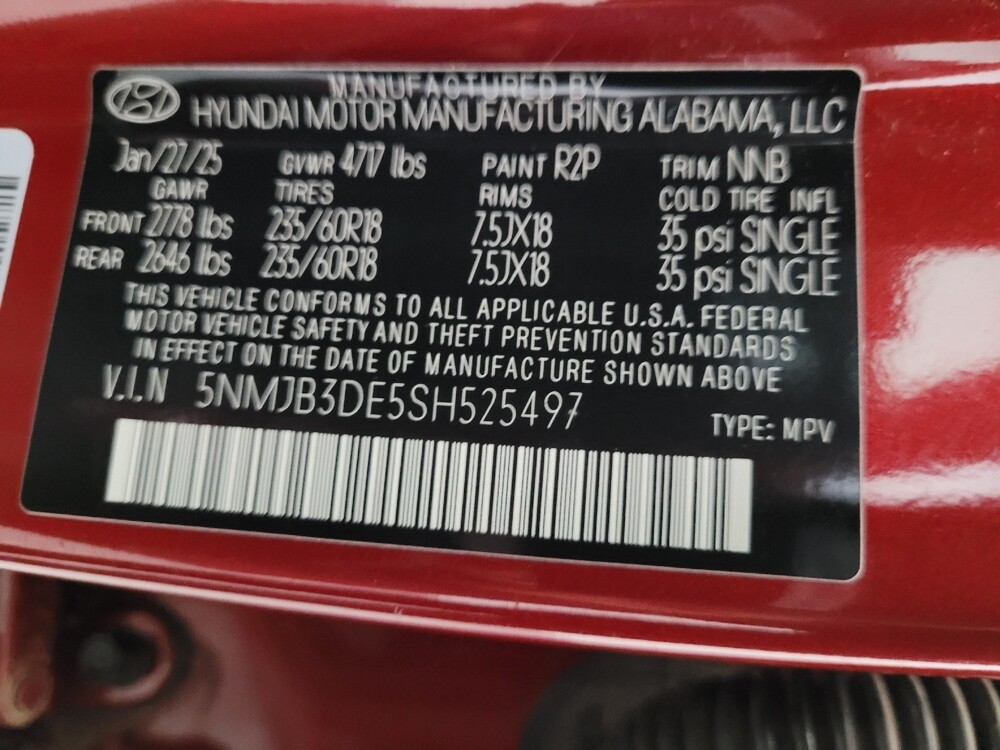 MANUFACTURED BY
HYUNDAI MOTOR MANUFACTURING ALABAMA, LLC
Jan/27/25 GVWR 4717 lbs PAINT R2P TRIM NNB
GAWR TIRES RIMS COLD TIRE INFL
FRONT 2778 lbs 235/60R18 7.5JX18 35 psi SINGLE
REAR 2646 lbs 235/60R18 7.5JX18 35 psi SINGLE
THIS VEHICLE CONFORMS TO ALL APPLICABLE U.S.A. FEDERAL
MOTOR VEHICLE SAFETY AND THEFT PREVENTION STANDARDS
IN EFFECT ON THE DATE OF MANUFACTURE SHOWN ABOVE
V.I.N 5NMJB3DE5SH525497
TYPE: MPV